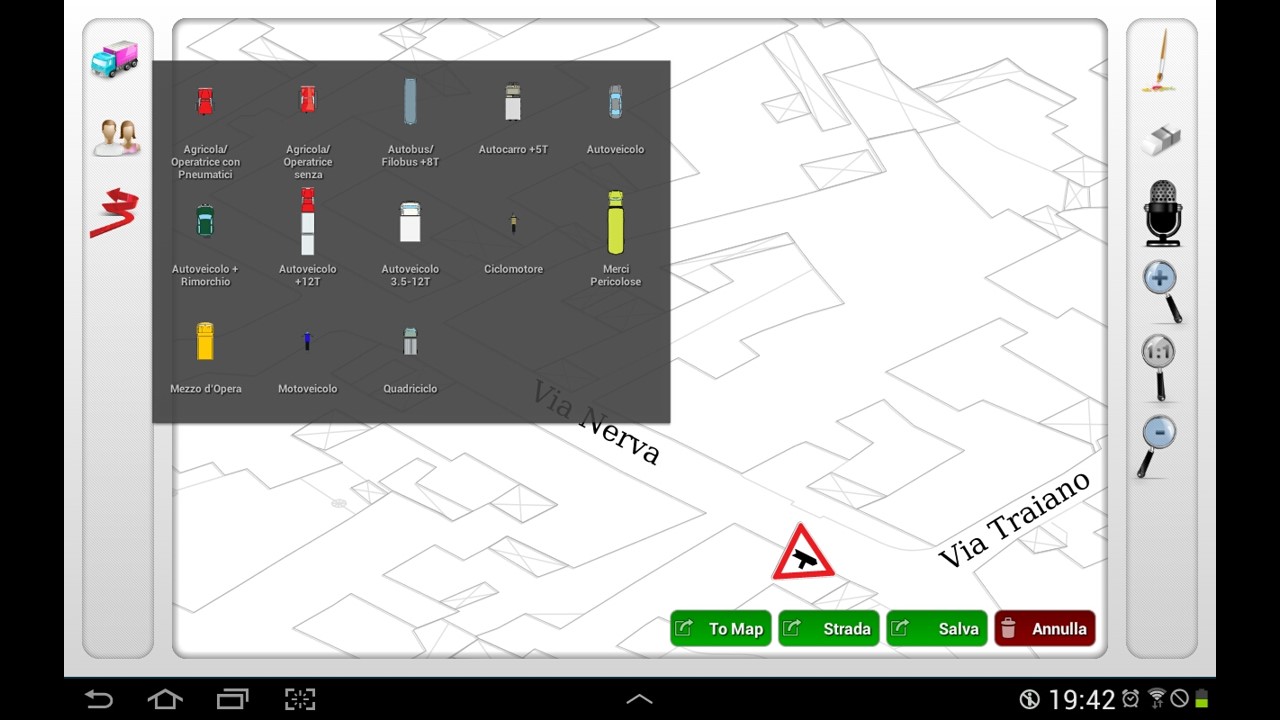 Agricola/
Operatrice con
Pneumatici
Agricola/
Operatrice
senza
Autobus/
Filobus +8T
Autocarro +5T
Autoveicolo
Autoveicolo +
Rimorchio
Autoveicolo
+12T
Autoveicolo
3.5-12T
Ciclomotore
Merci
Pericolose
Mezzo d'Opera
Motoveicolo
Quadriciclo
1:1
Via Nerva
Via Traiano
To Map
Strada
Salva
Annulla
19:42